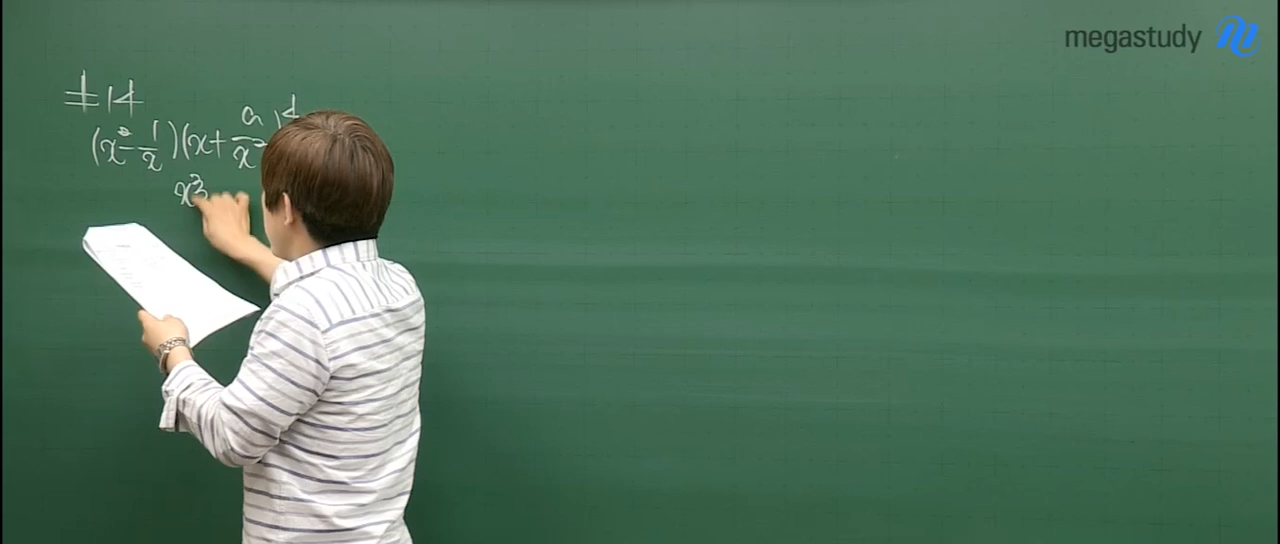 megastudy
#14
(x² - 1/x)(x + a/x² 4
x³